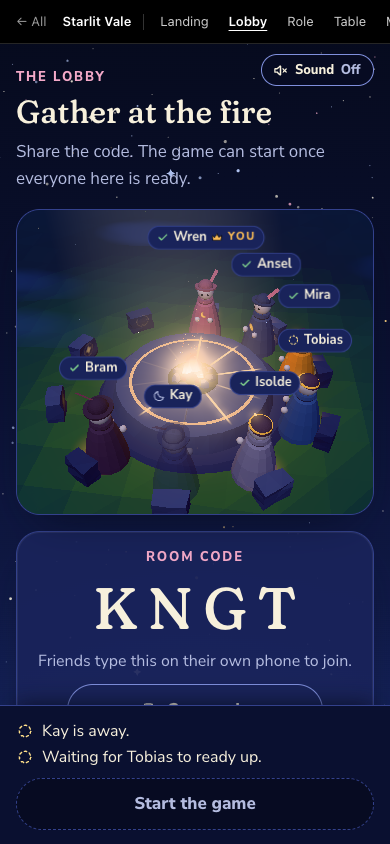 ← All Starlit Vale Landing Lobby Role Table
THE LOBBY
Sound Off
Gather at the fire
Share the code. The game can start once
everyone here is ready.
Wren YOU
Ansel
Mira
Tobias
Bram
Isolde
Kay
ROOM CODE
KNGT
Friends type this on their own phone to join.
Kay is away.
Waiting for Tobias to ready up.
Start the game